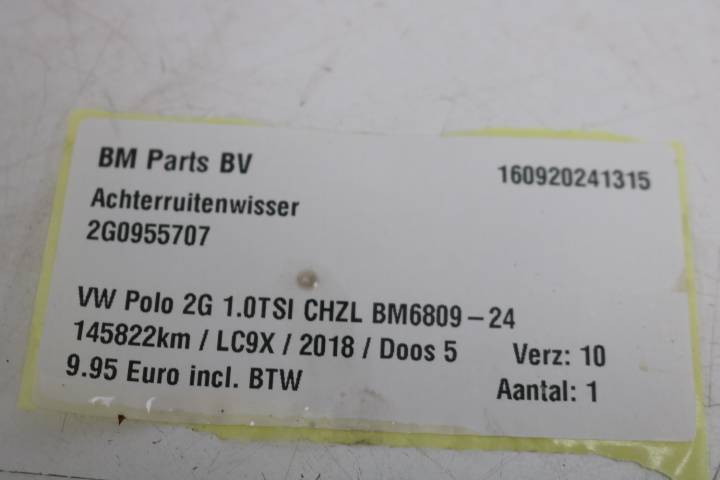 BM Parts BV 160920241315
Achterruitenwisser
2G0955707
VW Polo 2G 1.0TSI CHZL BM6809-24
145822km / LC9X / 2018 / Doos 5 Verz: 10
9.95 Euro incl. BTW Aantal: 1